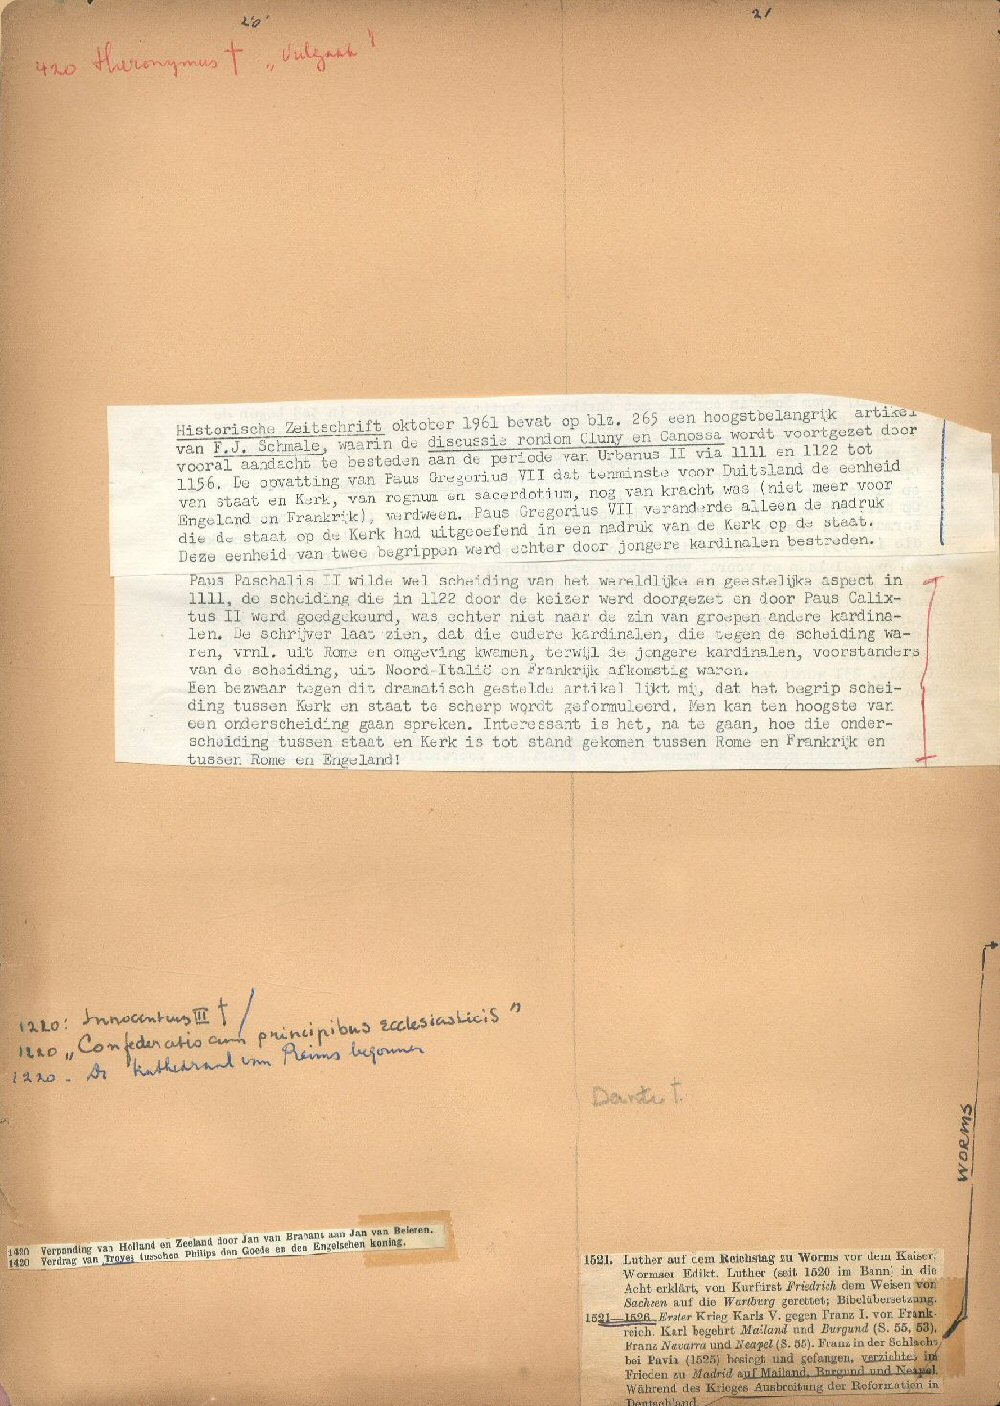 20
21
420 Hieronymus † „Vulgaat!
Historische Zeitschrift oktober 1961 bevat op blz. 265 een hoogstbelangrijk artikel
van F.J. Schmale, waarin de discussie rondom Cluny en Canossa wordt voortgezet door
vooral aandacht te besteden aan de periode van Urbanus II via 1111 en 1122 tot
1156. De opvatting van Paus Gregorius VII dat tenminste voor Duitsland de eenheid
van staat en Kerk, van regnum en sacerdotium, nog van kracht was (niet meer voor
Engeland en Frankrijk), verdween. Paus Gregorius VII veranderde alleen de nadruk
die de staat op de Kerk had uitgeoefend in een nadruk van de Kerk op de staat.
Deze eenheid van twee begrippen werd echter door jongere kardinalen bestreden.
Paus Paschalis II wilde wel scheiding van het wereldlijke en geestelijke aspect in
1111, de scheiding die in 1122 door de keizer werd doorgezet en door Paus Calix-
tus II werd goedgekeurd, was echter niet naar de zin van groepen andere kardina-
len. De schrijver laat zien, dat die oudere kardinalen, die tegen de scheiding wa-
ren, vrnl. uit Rome en omgeving kwamen, terwijl de jongere kardinalen, voorstanders
van de scheiding, uit Noord-Italië en Frankrijk afkomstig waren.
Een bezwaar tegen dit dramatisch gestelde artikel lijkt mij, dat het begrip schei-
ding tussen Kerk en staat te scherp wordt geformuleerd. Men kan ten hoogste van
een onderscheiding gaan spreken. Interessant is het, na te gaan, hoe die onder-
scheiding tussen staat en Kerk is tot stand gekomen tussen Rome en Frankrijk en
tussen Rome en Engeland!
1220: Innocentius III †
1220 „Confederatio cum principibus ecclesiasticis"
1220 - De kathedraal van Reims begonnen
Dante †.
WORMS
1420 Verpanding van Holland en Zeeland door Jan van Brabant aan Jan van Beieren.
1420 Verdrag van Troyes tusschen Philips den Goede en den Engelschen koning.
1521. Luther auf dem Reichstag zu Worms vor dem Kaiser.
Wormser Edikt. Luther (seit 1520 im Bann) in die
Acht erklärt, von Kurfürst Friedrich dem Weisen von
Sachsen auf die Wartburg gerettet; Bibelübersetzung.
1521—1526 Erster Krieg Karls V. gegen Franz I. von Frank-
reich. Karl begehrt Mailand und Burgund (S. 55, 53),
Franz Navarra und Neapel (S. 55). Franz in der Schlacht
bei Pavia (1525) besiegt und gefangen, verzichtet im
Frieden zu Madrid auf Mailand, Burgund und Neapel.
Während des Krieges Ausbreitung der Reformation in
Deutschland.